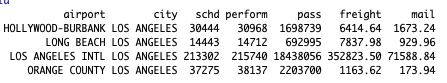 airport city schd perform pass freight mail
HOLLYWOOD-BURBANK LOS ANGELES 30444 30968 1698739 6414.64 1673.24
LONG BEACH LOS ANGELES 14443 14712 692995 7837.98 929.96
LOS ANGELES INTL LOS ANGELES 213302 215740 18438056 352823.50 71588.84
ORANGE COUNTY LOS ANGELES 37275 38137 2203700 1163.62 173.94